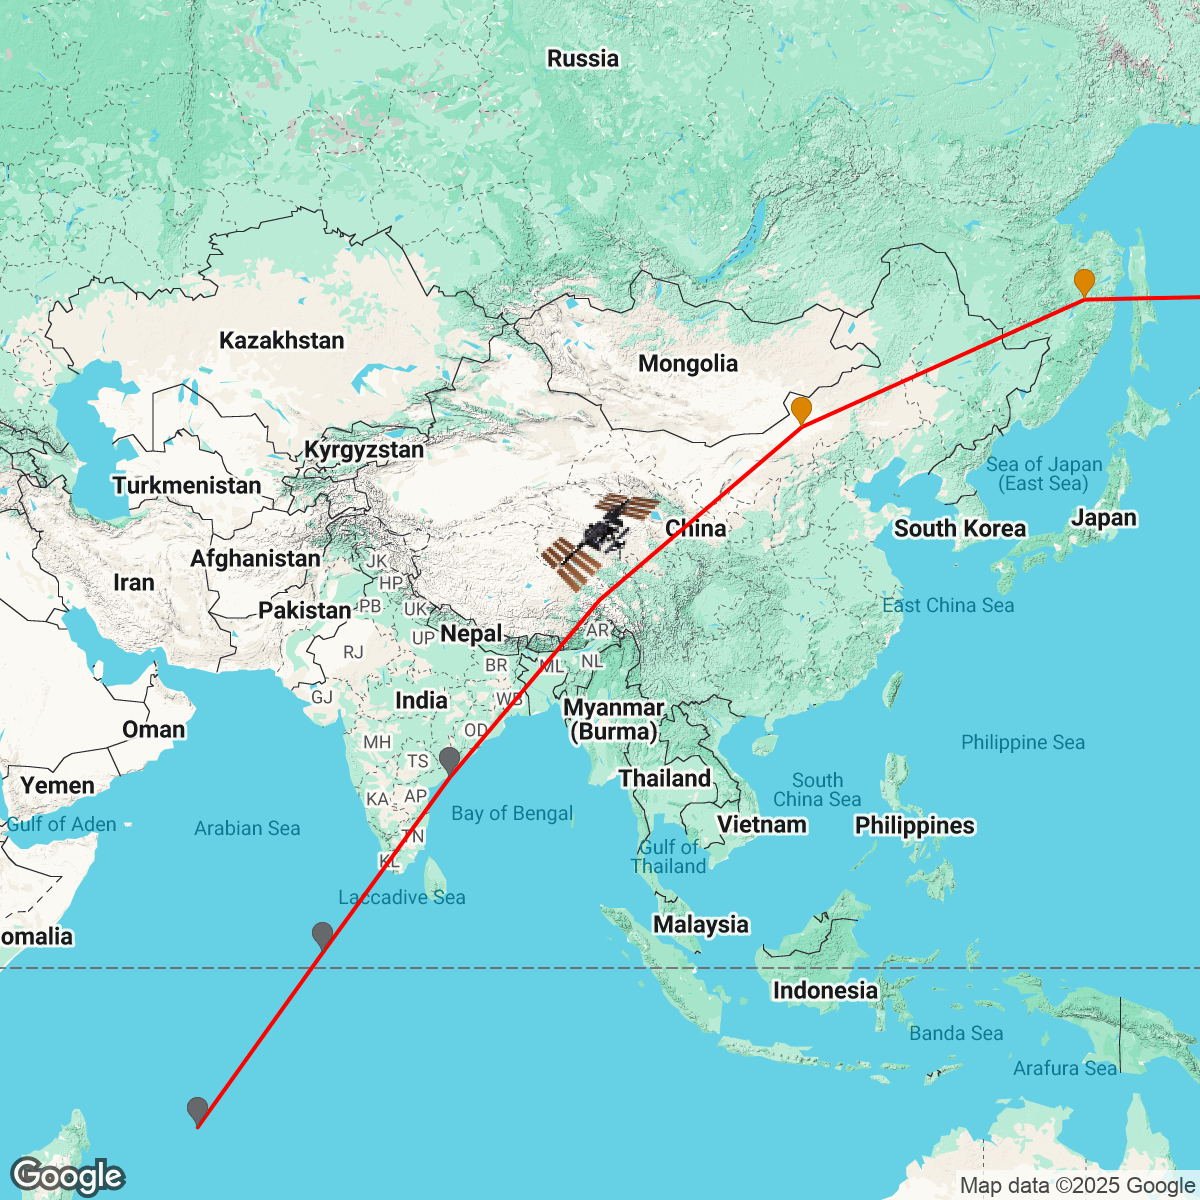 Russia
Kazakhstan
Mongolia
Kyrgyzstan
Turkmenistan
Sea of Japan
(East Sea)
China
South Korea
Japan
Afghanistan
JK
Iran
HP
Pakistan
PB
UK
East China Sea
Nepal
UP
AR
RJ
BR
ML
NL
GJ
India
WB
Myanmar
(Burma)
Oman
OD
MH
Philippine Sea
TS
Thailand
Yemen
South
China Sea
KA
AP
Bay of Bengal
Gulf of Aden
Arabian Sea
Vietnam
Philippines
TN
Gulf of
Thailand
KL
Laccadive Sea
Malaysia
omalia
Indonesia
Banda Sea
Arafura Sea
Google
Map data ©2025 Google